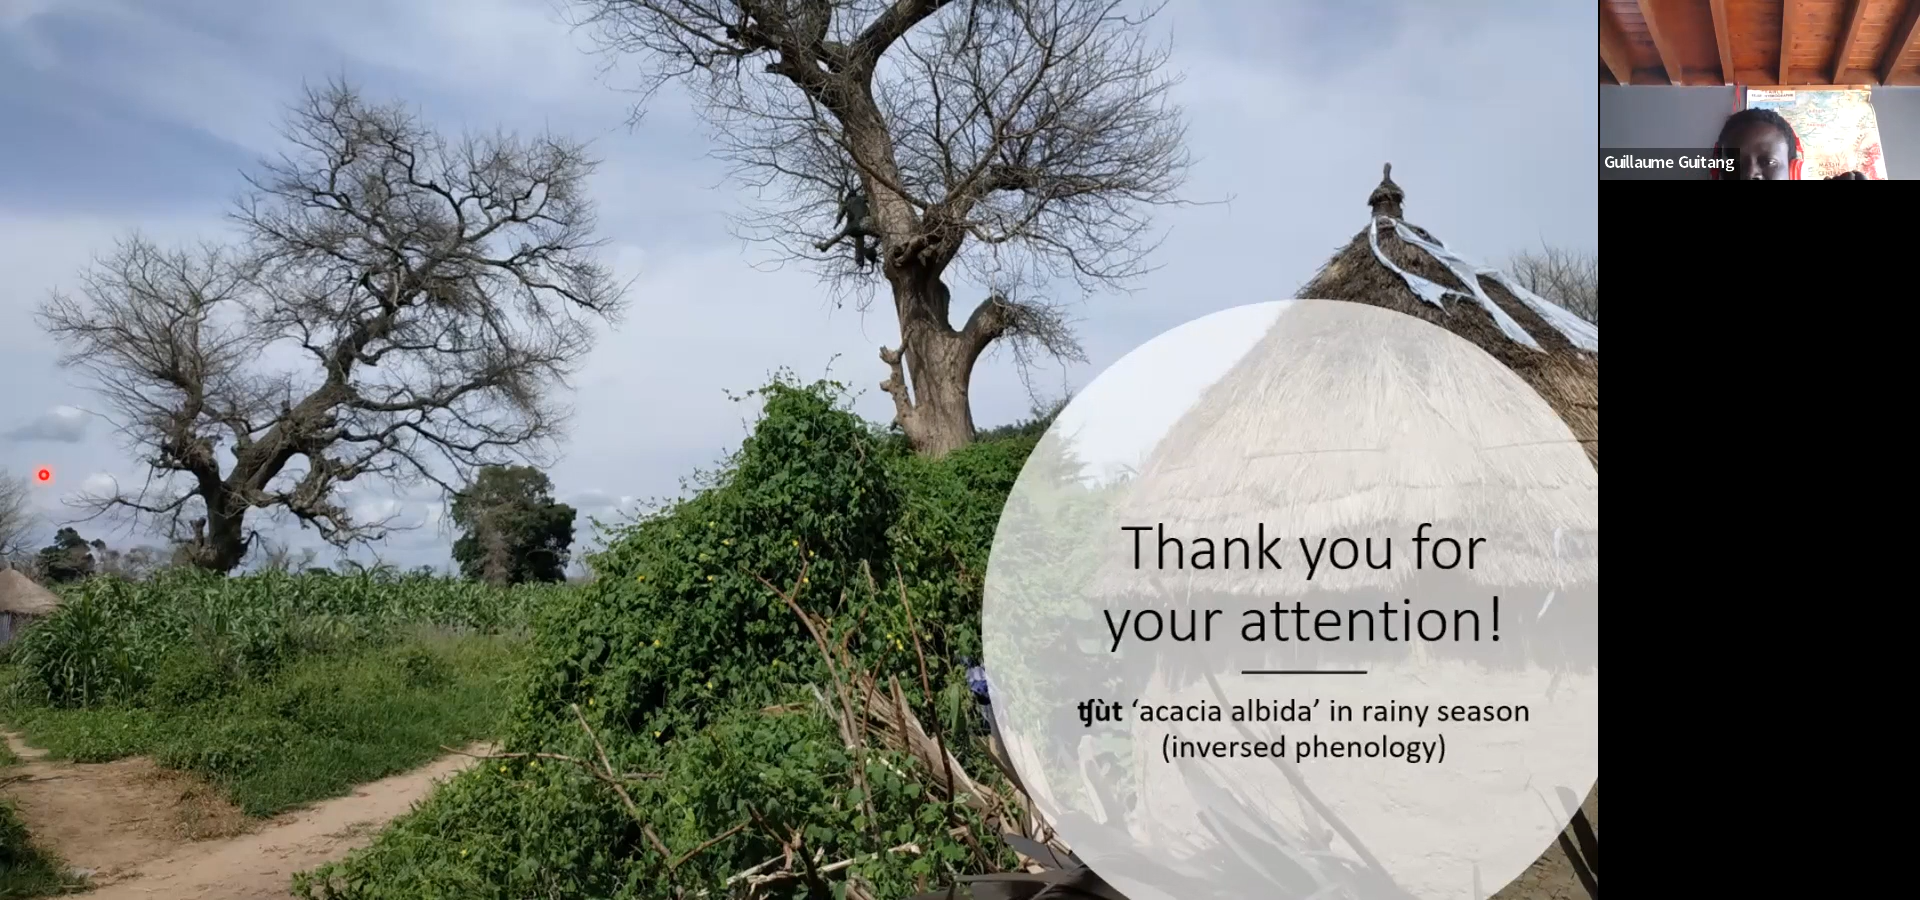 Thank you for
your attention!
ʧùt ‘acacia albida’ in rainy season
(inversed phenology)
Guillaume Guitang